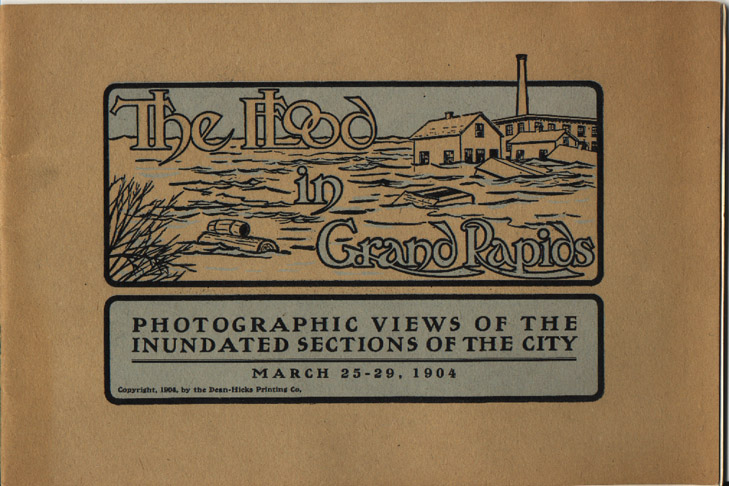 The Flood
in
Grand Rapids
PHOTOGRAPHIC VIEWS OF THE
INUNDATED SECTIONS OF THE CITY
MARCH 25-29, 1904
Copyright, 1904, by the Dean-Hicks Printing Co.